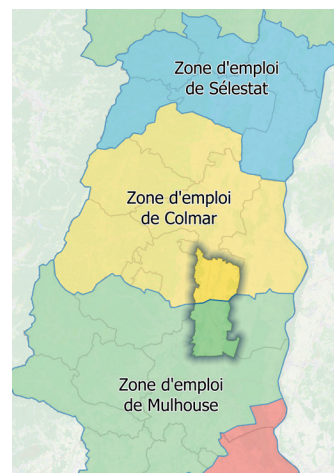 Zone d'emploi
de Sélestat
Zone d'emploi
de Colmar
Zone d'emploi
de Mulhouse